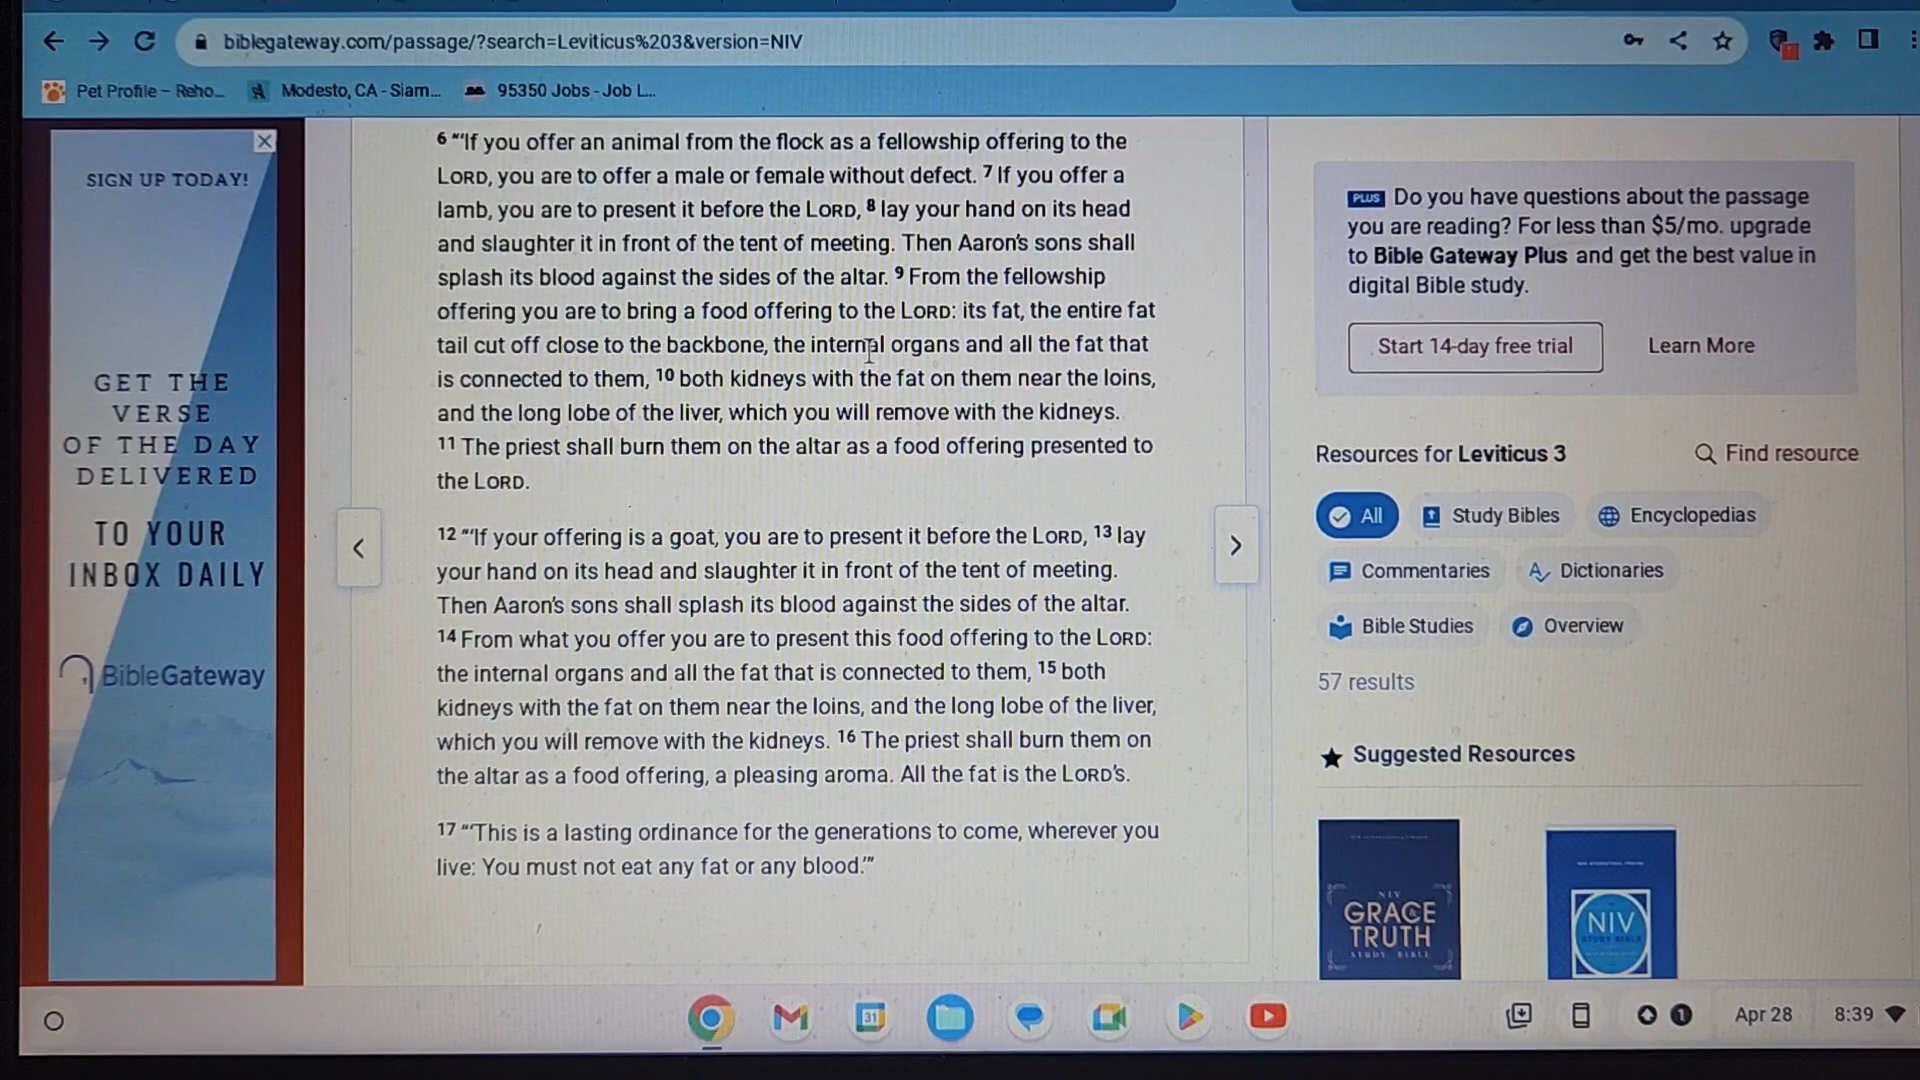 biblegateway.com/passage/?search=Leviticus%203&version=NIV
Pet Profile – Reho... Modesto, CA - Siam... 95350 Jobs - Job L...
SIGN UP TODAY!
GET THE
VERSE
OF THE DAY
DELIVERED
TO YOUR
INBOX DAILY
BibleGateway
6 “‘If you offer an animal from the flock as a fellowship offering to the
LORD, you are to offer a male or female without defect. 7 If you offer a
lamb, you are to present it before the LORD, 8 lay your hand on its head
and slaughter it in front of the tent of meeting. Then Aaron’s sons shall
splash its blood against the sides of the altar. 9 From the fellowship
offering you are to bring a food offering to the LORD: its fat, the entire fat
tail cut off close to the backbone, the internal organs and all the fat that
is connected to them, 10 both kidneys with the fat on them near the loins,
and the long lobe of the liver, which you will remove with the kidneys.
11 The priest shall burn them on the altar as a food offering presented to
the LORD.
12 “‘If your offering is a goat, you are to present it before the LORD, 13 lay
your hand on its head and slaughter it in front of the tent of meeting.
Then Aaron’s sons shall splash its blood against the sides of the altar.
14 From what you offer you are to present this food offering to the LORD:
the internal organs and all the fat that is connected to them, 15 both
kidneys with the fat on them near the loins, and the long lobe of the liver,
which you will remove with the kidneys. 16 The priest shall burn them on
the altar as a food offering, a pleasing aroma. All the fat is the LORD’s.
17 “‘This is a lasting ordinance for the generations to come, wherever you
live: You must not eat any fat or any blood.’”
PLUS Do you have questions about the passage
you are reading? For less than $5/mo. upgrade
to Bible Gateway Plus and get the best value in
digital Bible study.
Start 14-day free trial Learn More
Resources for Leviticus 3 Find resource
All Study Bibles Encyclopedias
Commentaries Dictionaries
Bible Studies Overview
57 results
Suggested Resources
NIV
GRACE &
TRUTH
STUDY BIBLE
NIV
STUDY BIBLE
31
1 Apr 28 8:39